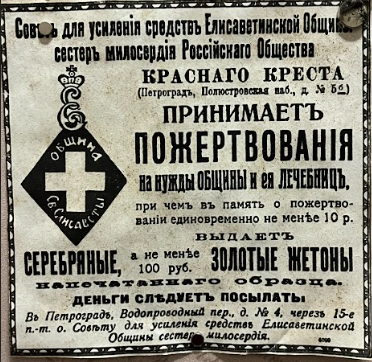 Совѣтъ для усиленія средствъ Елисаветинской Общины
сестеръ милосердія Россійскаго Общества
КРАСНАГО КРЕСТА
(Петроградъ, Полюстровская наб., д. №
ПРИНИМАЕТЪ
ПОЖЕРТВОВАНІЯ
на нужды общины и ея лечебницъ,
при чемъ въ память о пожертво-
ваніи единовременно не менѣе 10 р.
ВЫДАЕТЪ
СЕРЕБРЯНЫЕ, а не менѣе 100 руб. ЗОЛОТЫЕ ЖЕТОНЫ
напечатаннаго образца.
ДЕНЬГИ СЛѢДУЕТЪ ПОСЫЛАТЬ:
Въ Петроградъ, Водопроводный пер., д. № 4, черезъ 15-е
п.-т. о. Совѣту для усиленія средствъ Елисаветинской
Общины сестеръ милосердія.
ОБЩИНА
Св Елисаветы